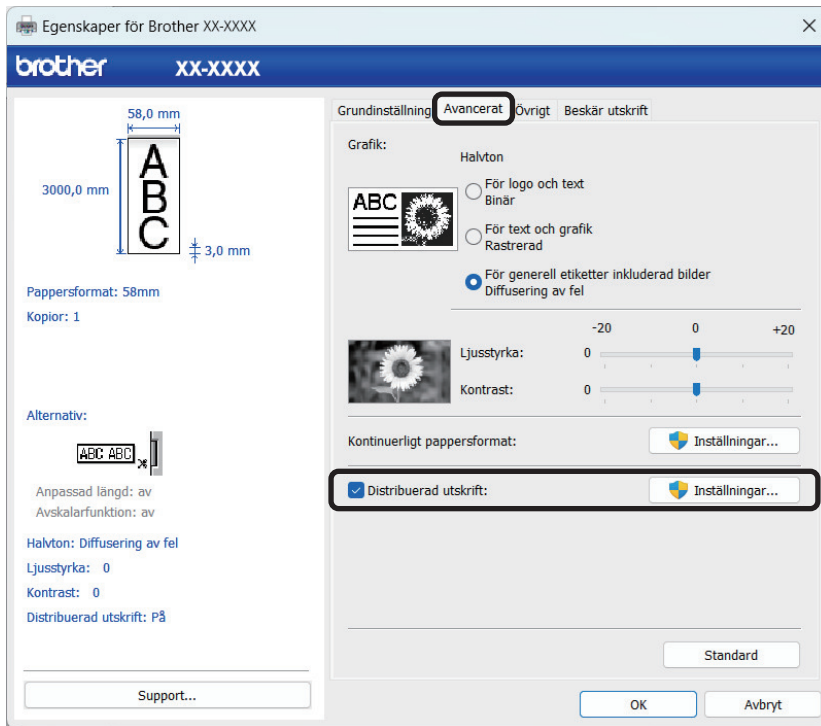 Egenskaper för Brother XX-XXXX
brother XX-XXXX
58,0 mm
A
B
C
3000,0 mm
3,0 mm
Pappersformat: 58mm
Kopior: 1
Alternativ:
ABC ABC
Anpassad längd: av
Avskalarfunktion: av
Halvton: Diffusering av fel
Ljusstyrka: 0
Kontrast: 0
Distribuerad utskrift: På
Support...
Grundinställning Avancerat Övrigt Beskär utskrift
Grafik:
Halvton
ABC
För logo och text
Binär
För text och grafik
Rastrerad
För generell etiketter inkluderad bilder
Diffusering av fel
-20 0 +20
Ljusstyrka: 0
Kontrast: 0
Kontinuerligt pappersformat: Inställningar...
Distribuerad utskrift: Inställningar...
Standard
OK Avbryt